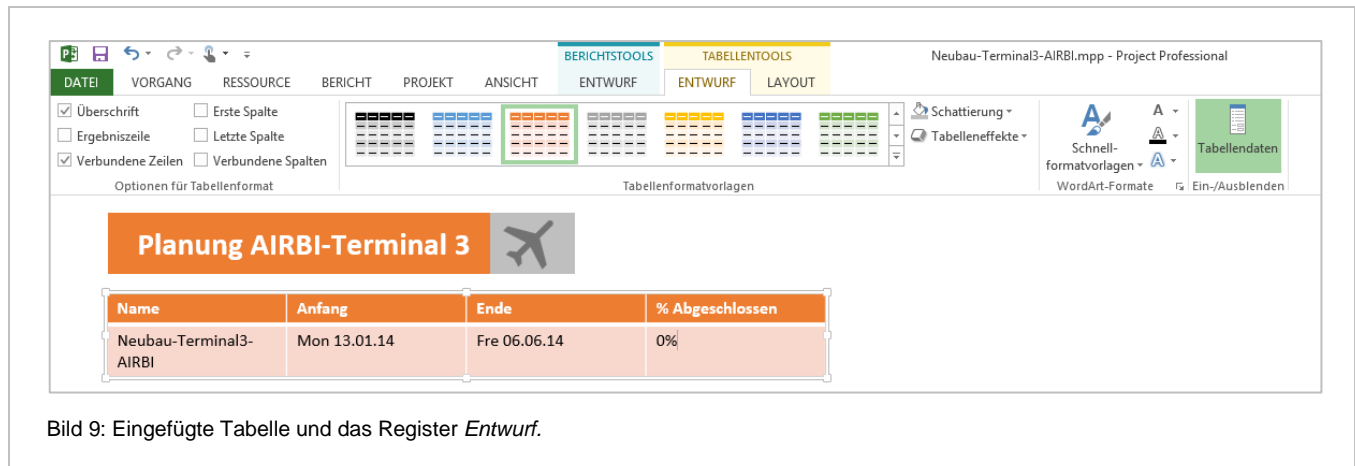 BERICHTSTOOLS TABELLENTOOLS Neubau-Terminal3-AIRBI.mpp - Project Professional
DATEI VORGANG RESSOURCE BERICHT PROJEKT ANSICHT ENTWURF ENTWURF LAYOUT
Überschrift Erste Spalte
Ergebniszeile Letzte Spalte
Verbundene Zeilen Verbundene Spalten
Optionen für Tabellenformat
Tabellenformatvorlagen
Schattierung
Tabelleneffekte
Schnell-
formatvorlagen
WordArt-Formate
Tabellendaten
Ein-/Ausblenden
Planung AIRBI-Terminal 3
Name Anfang Ende % Abgeschlossen
Neubau-Terminal3- Mon 13.01.14 Fre 06.06.14 0%
AIRBI
Bild 9: Eingefügte Tabelle und das Register Entwurf.